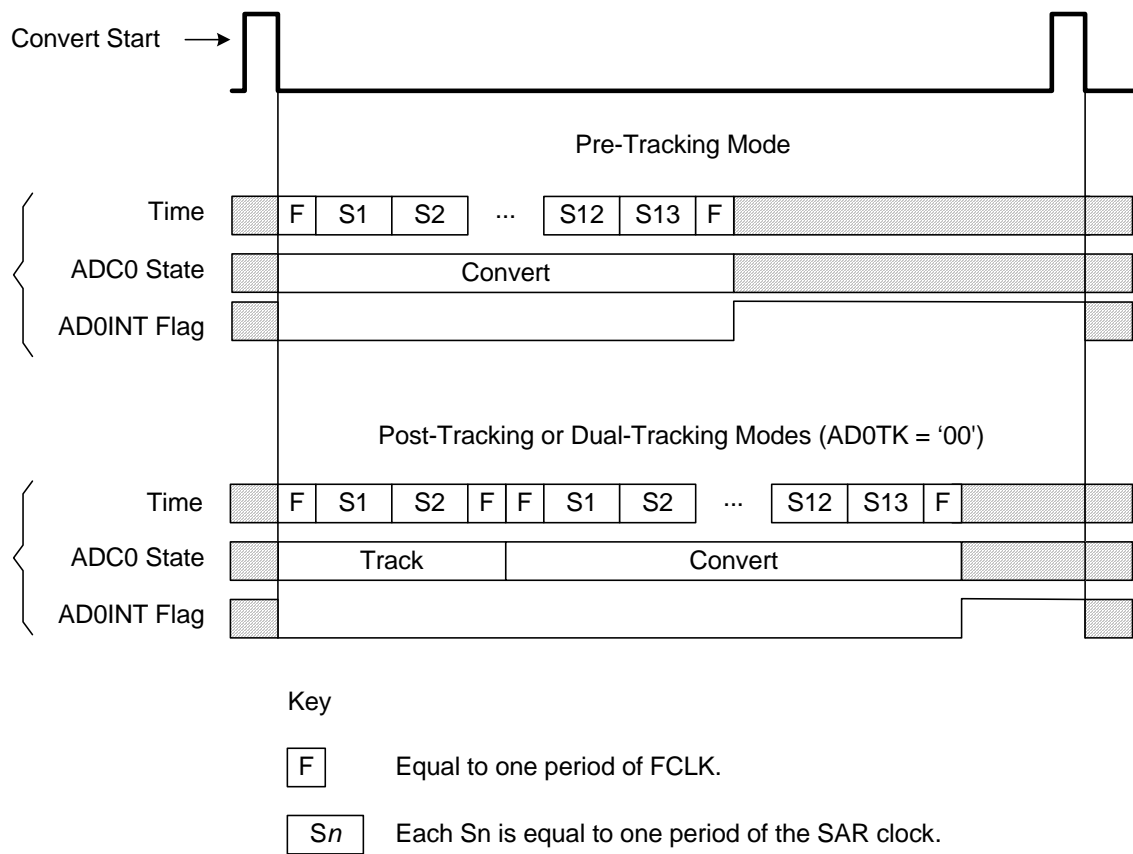 Convert Start
Pre-Tracking Mode
Time F S1 S2 ... S12 S13 F
ADC0 State Convert
AD0INT Flag
Post-Tracking or Dual-Tracking Modes (AD0TK = ‘00')
Time F S1 S2 F F S1 S2 ... S12 S13 F
ADC0 State Track Convert
AD0INT Flag
Key
F Equal to one period of FCLK.
Sn Each Sn is equal to one period of the SAR clock.